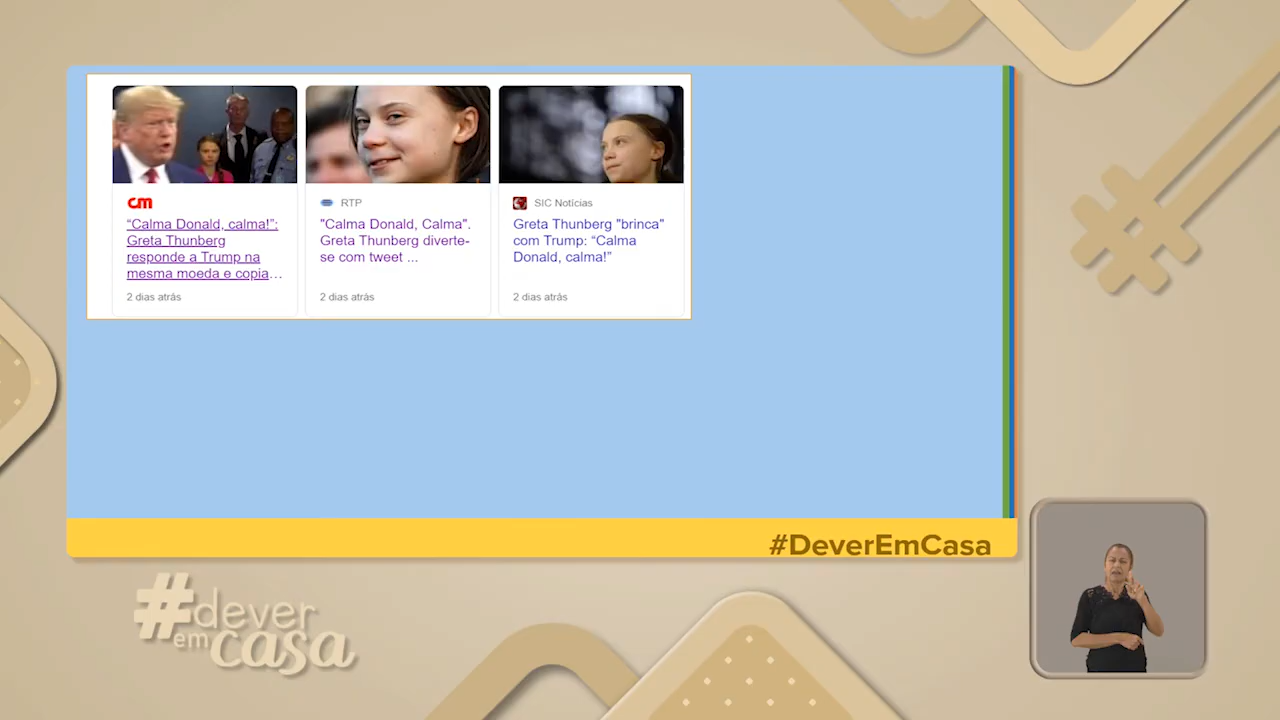 cm
“Calma Donald, calma!”:
Greta Thunberg
responde a Trump na
mesma moeda e copia…
2 dias atrás
RTP
"Calma Donald, Calma".
Greta Thunberg diverte-
se com tweet ...
2 dias atrás
SIC Notícias
Greta Thunberg "brinca"
com Trump: “Calma
Donald, calma!”
2 dias atrás
#DeverEmCasa
#dever
em casa